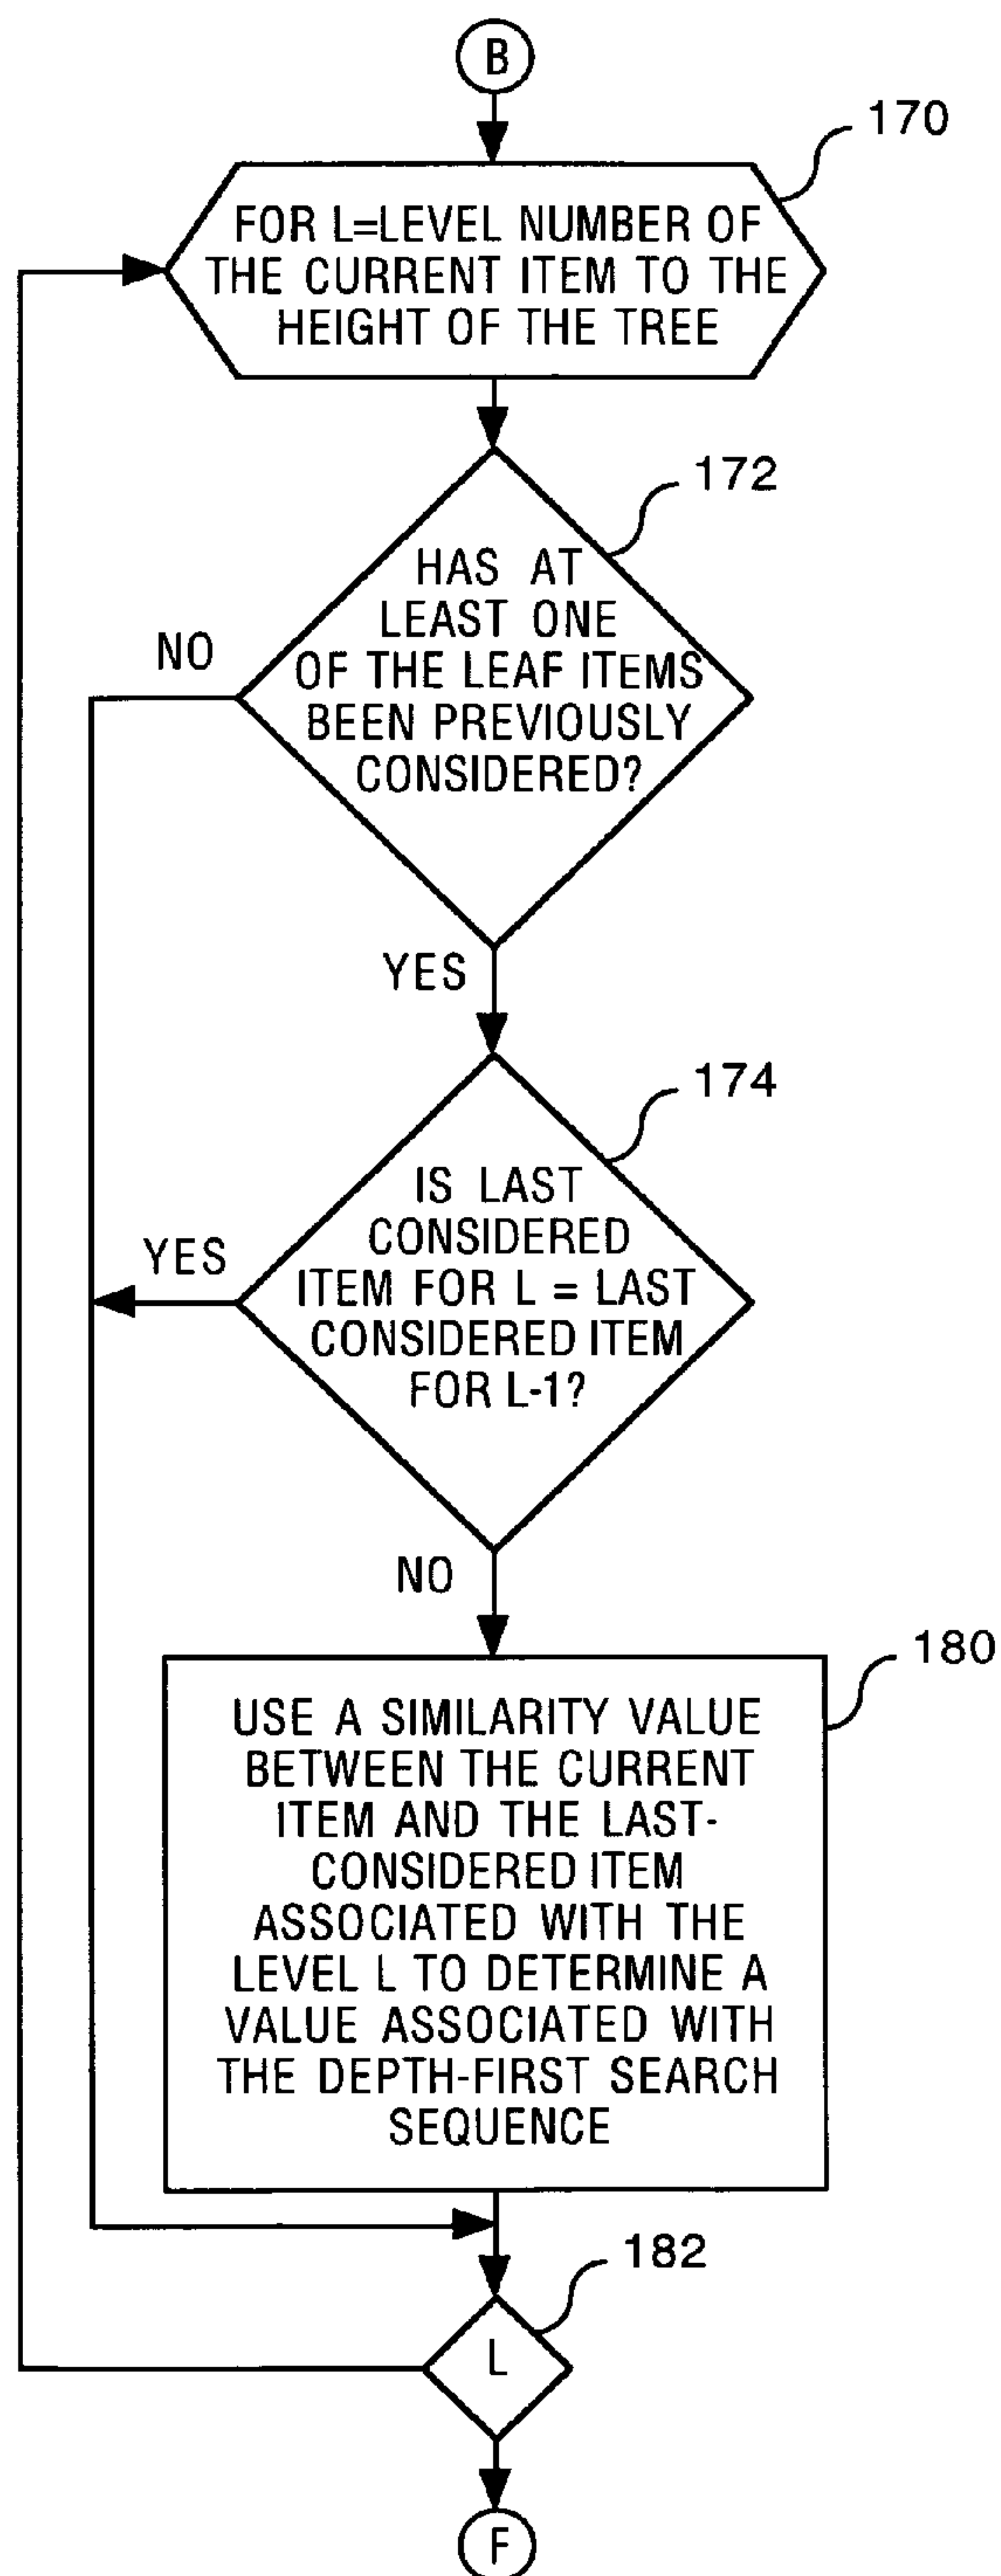 B
170
FOR L=LEVEL NUMBER OF
THE CURRENT ITEM TO THE
HEIGHT OF THE TREE
172
HAS AT
LEAST ONE
OF THE LEAF ITEMS
BEEN PREVIOUSLY
CONSIDERED?
NO
YES
174
IS LAST
CONSIDERED
ITEM FOR L = LAST
CONSIDERED ITEM
FOR L-1?
YES
NO
180
USE A SIMILARITY VALUE
BETWEEN THE CURRENT
ITEM AND THE LAST-
CONSIDERED ITEM
ASSOCIATED WITH THE
LEVEL L TO DETERMINE A
VALUE ASSOCIATED WITH
THE DEPTH-FIRST SEARCH
SEQUENCE
182
L
F